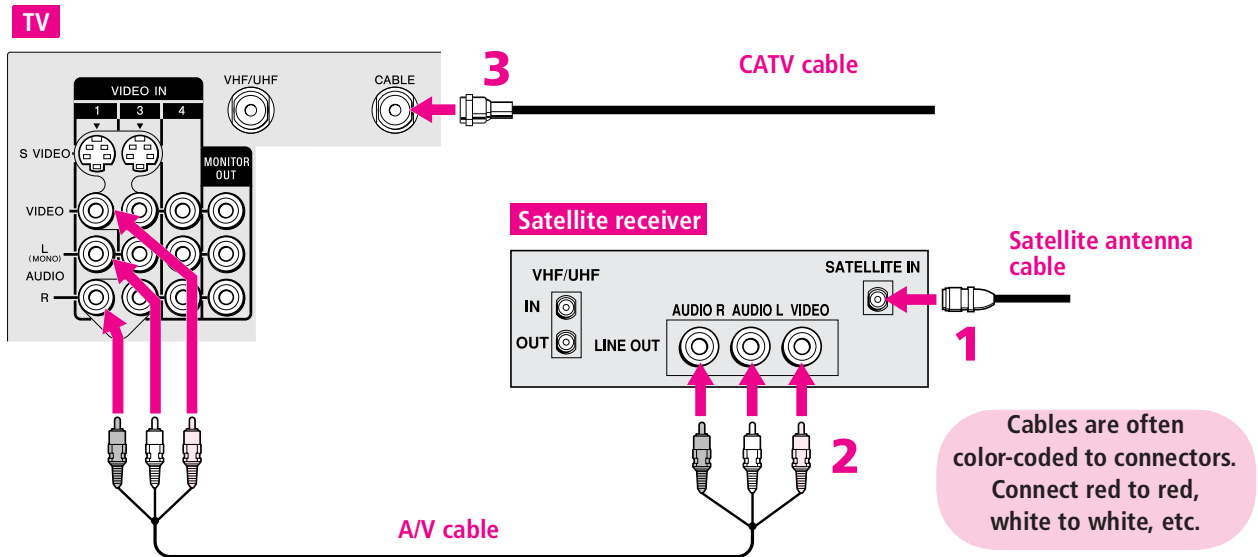 TV
VIDEO IN
1 3 4
VHF/UHF
CABLE
3
CATV cable
S VIDEO
MONITOR
OUT
VIDEO
L
(MONO)
AUDIO
R
Satellite receiver
VHF/UHF
IN
OUT
LINE OUT
AUDIO R AUDIO L VIDEO
SATELLITE IN
Satellite antenna
cable
1
2
A/V cable
Cables are often
color-coded to connectors.
Connect red to red,
white to white, etc.